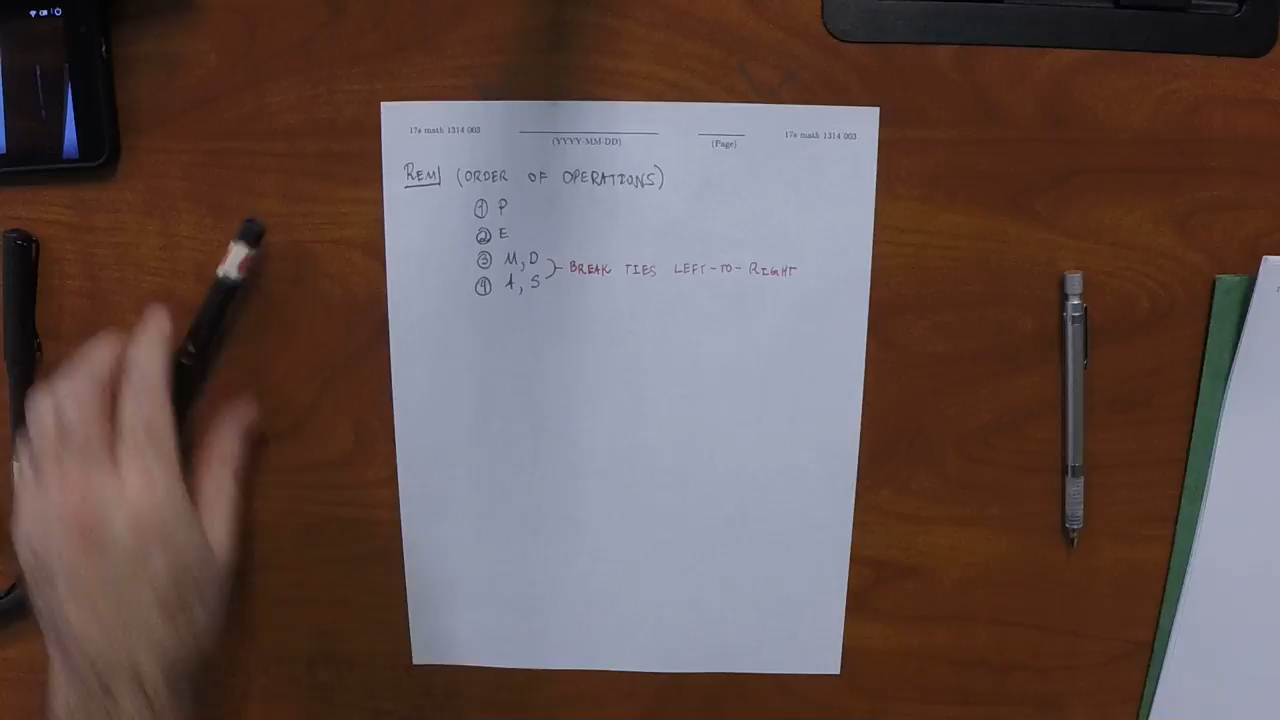 17s math 1314 003 (YYYY-MM-DD) (Page) 17s math 1314 003
REM (ORDER OF OPERATIONS)
① P
② E
③ M, D
④ A, S
BREAK TIES LEFT-TO-RIGHT